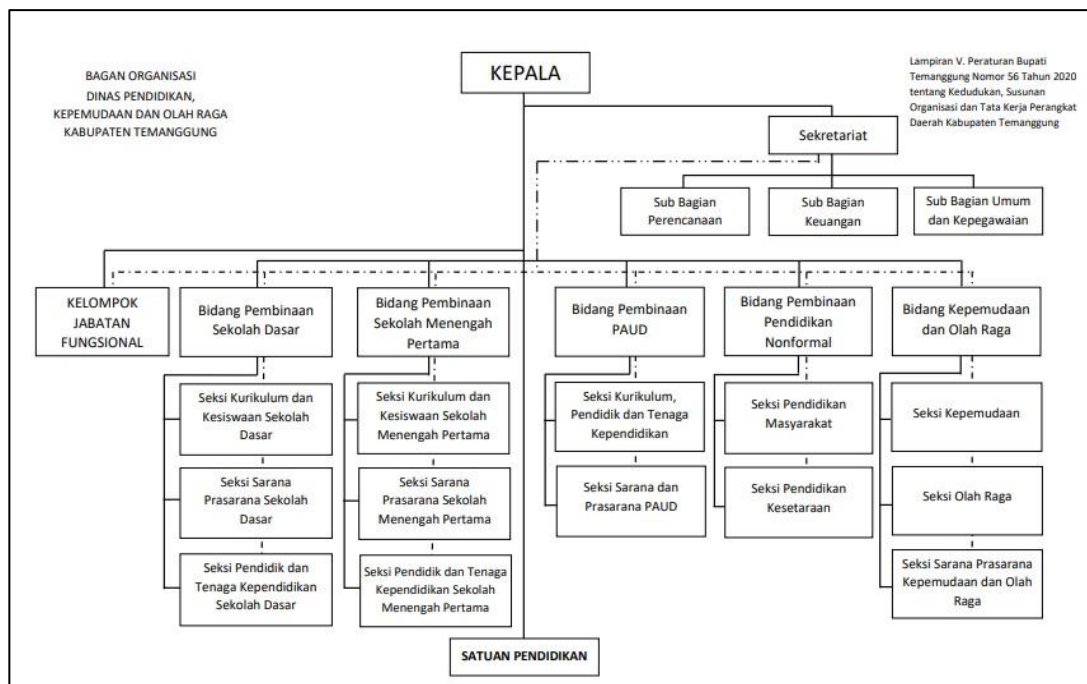 BAGAN ORGANISASI
DINAS PENDIDIKAN,
KEPEMUDAAN DAN OLAH RAGA
KABUPATEN TEMANGGUNG
KEPALA
Lampiran V. Peraturan Bupati
Temanggung Nomor 56 Tahun 2020
tentang Kedudukan, Susunan
Organisasi dan Tata Kerja Perangkat
Daerah Kabupaten Temanggung
Sekretariat
Sub Bagian
Perencanaan
Sub Bagian
Keuangan
Sub Bagian Umum
dan Kepegawaian
KELOMPOK
JABATAN
FUNGSIONAL
Bidang Pembinaan
Sekolah Dasar
Bidang Pembinaan
Sekolah Menengah
Pertama
Bidang Pembinaan
PAUD
Bidang Pembinaan
Pendidikan
Nonformal
Bidang Kepemudaan
dan Olah Raga
Seksi Kurikulum dan
Kesiswaan Sekolah
Dasar
Seksi Kurikulum dan
Kesiswaan Sekolah
Menengah Pertama
Seksi Kurikulum,
Pendidik dan Tenaga
Kependidikan
Seksi Pendidikan
Masyarakat
Seksi Kepemudaan
Seksi Sarana
Prasarana Sekolah
Dasar
Seksi Sarana
Prasarana Sekolah
Menengah Pertama
Seksi Sarana dan
Prasarana PAUD
Seksi Pendidikan
Kesetaraan
Seksi Olah Raga
Seksi Pendidik dan
Tenaga Kependidikan
Sekolah Dasar
Seksi Pendidik dan Tenaga
Kependidikan Sekolah
Menengah Pertama
Seksi Sarana Prasarana
Kepemudaan dan Olah
Raga
SATUAN PENDIDIKAN